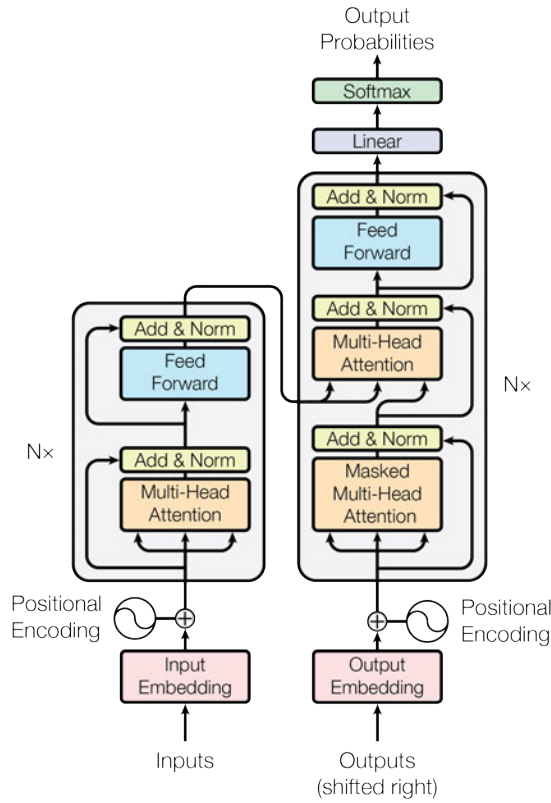 Output
Probabilities
Softmax
Linear
Add & Norm
Feed
Forward
Add & Norm
Multi-Head
Attention
Add & Norm
Masked
Multi-Head
Attention
N×
Add & Norm
Feed
Forward
Add & Norm
Multi-Head
Attention
N×
Positional
Encoding
Positional
Encoding
Input
Embedding
Output
Embedding
Inputs
Outputs
(shifted right)